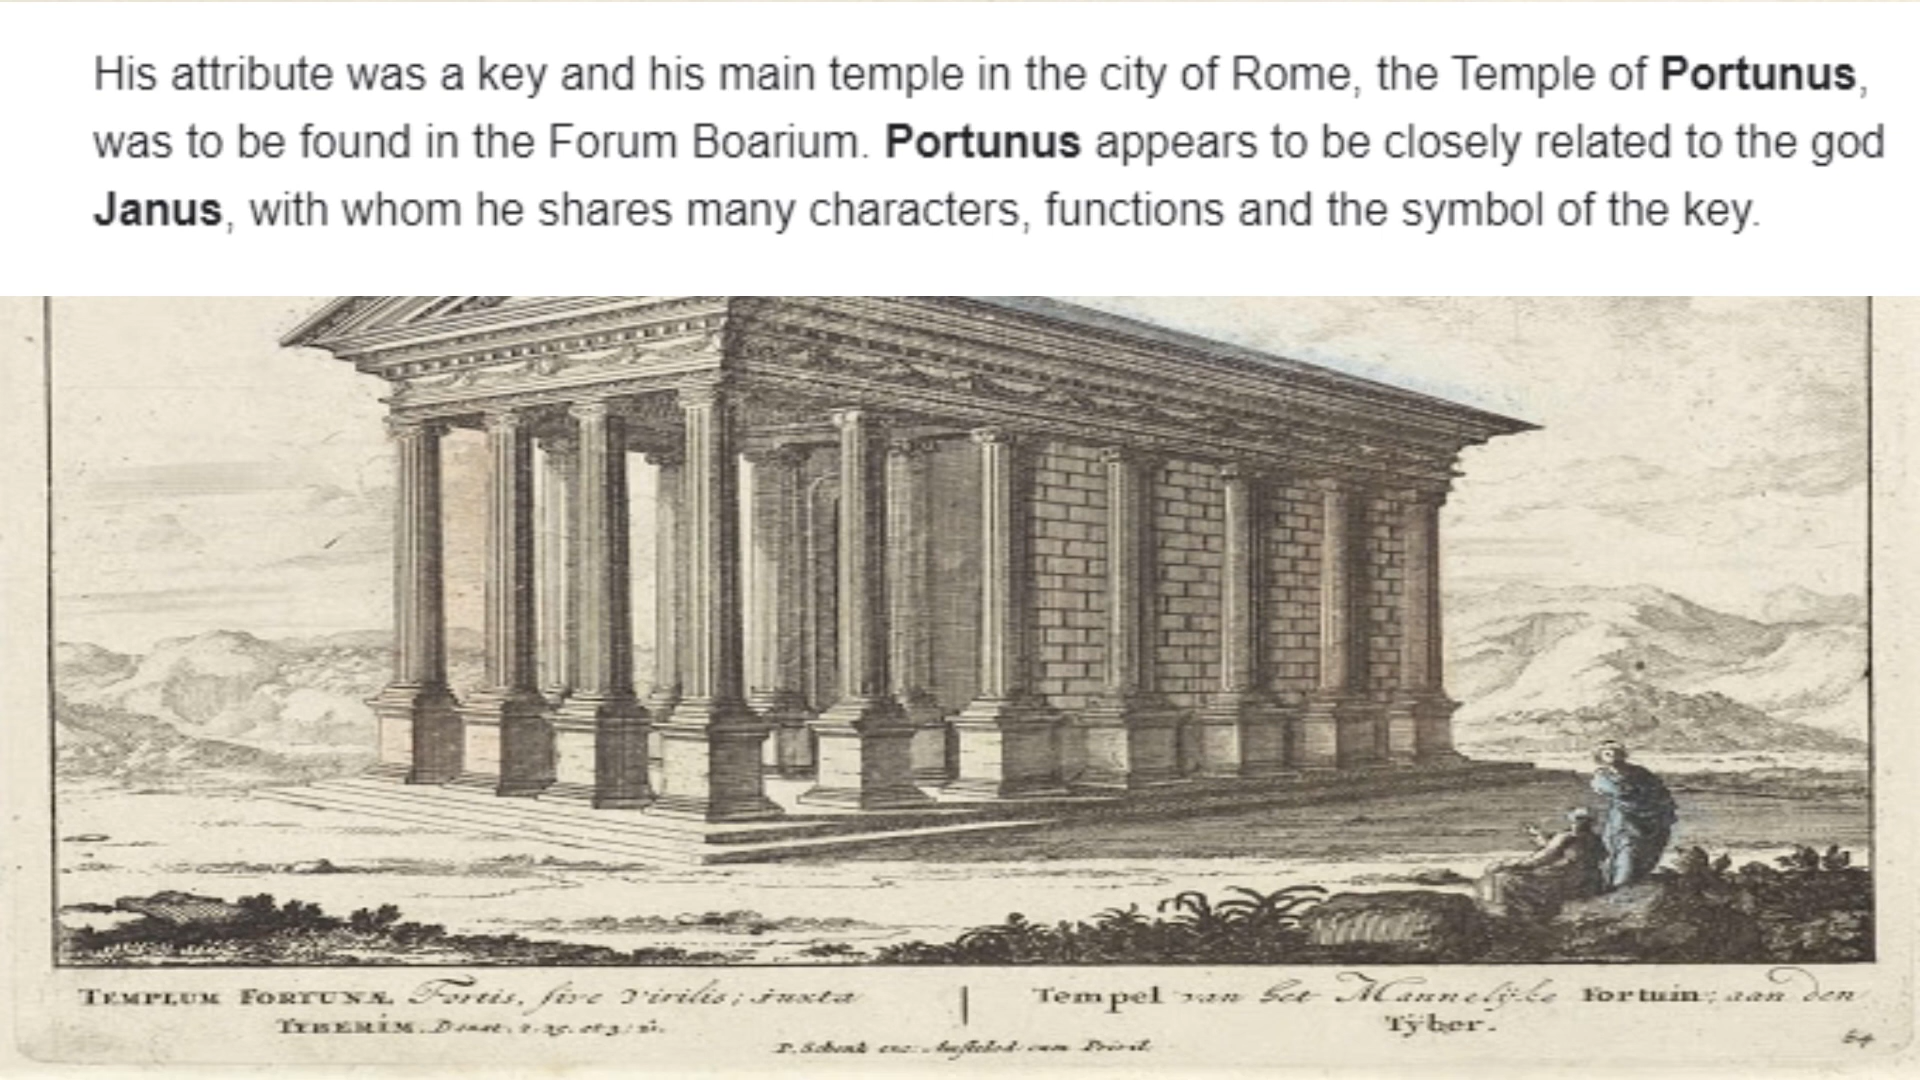 His attribute was a key and his main temple in the city of Rome, the Temple of Portunus,
was to be found in the Forum Boarium. Portunus appears to be closely related to the god
Janus, with whom he shares many characters, functions and the symbol of the key.
TEMPLUM FORTUNÆ Fortis, sive Virilis; iuxta
TYBERIM.
Tempel van het Mannelijke Fortuin; aan den
Tÿber.
P. Schenk exc. Amstelod. cum Privil.
64